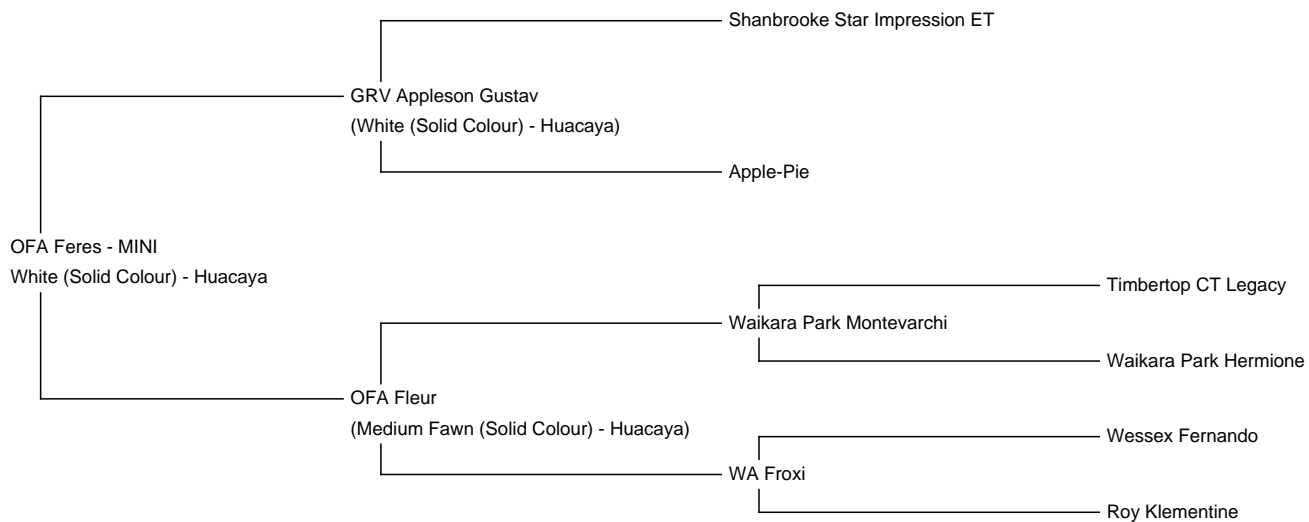 Shanbrooke Star Impression ET
GRV Appleson Gustav
(White (Solid Colour) - Huacaya)
Apple-Pie
OFA Feres - MINI
White (Solid Colour) - Huacaya
Timbertop CT Legacy
Waikara Park Montevarchi
Waikara Park Hermione
OFA Fleur
(Medium Fawn (Solid Colour) - Huacaya)
Wessex Fernando
WA Froxi
Roy Klementine